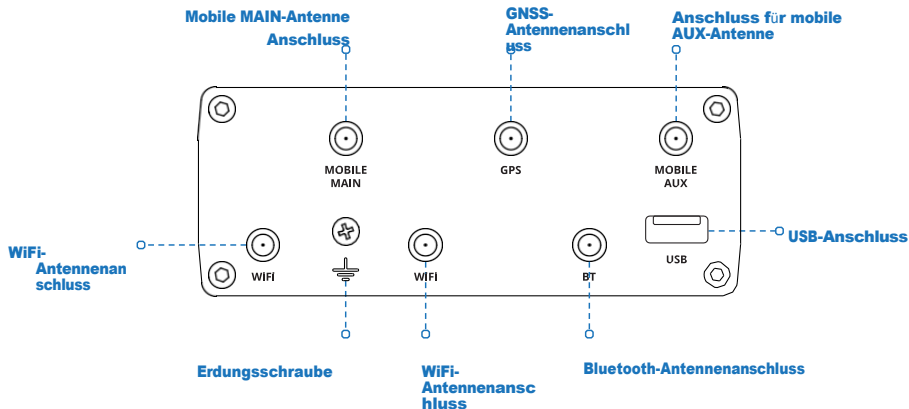 Mobile MAIN-Antenne
Anschluss
GNSS-
Antennenanschl
uss
Anschluss für mobile
AUX-Antenne
MOBILE
MAIN
GPS
MOBILE
AUX
WiFi-
Antennenan
schluss
WiFi
WiFi
BT
USB
USB-Anschluss
Erdungsschraube
WiFi-
Antennenansc
hluss
Bluetooth-Antennenanschluss